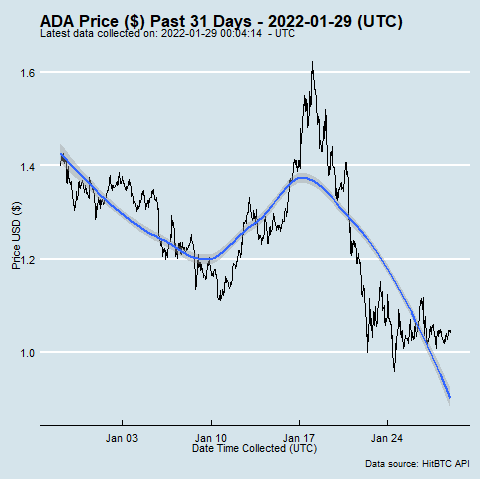 ADA Price ($) Past 31 Days - 2022-01-29 (UTC)
Latest data collected on: 2022-01-29 00:04:14 - UTC
Price USD ($)
1.6
1.4
1.2
1.0
Jan 03 Jan 10 Jan 17 Jan 24
Date Time Collected (UTC)
Data source: HitBTC API